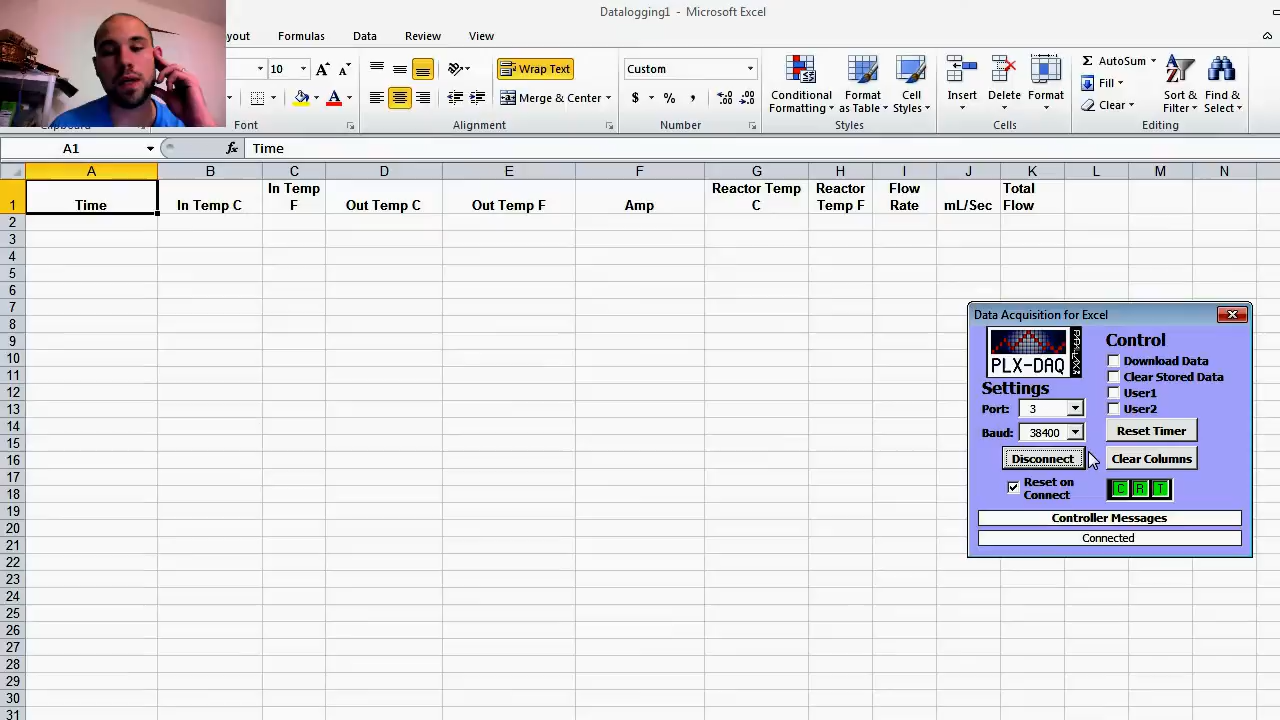 Datalogging1 - Microsoft Excel
yout Formulas Data Review View
10 Wrap Text Custom AutoSum
Fill
Merge & Center Conditional Formatting Format as Table Cell Styles Insert Delete Format Clear Sort & Filter Find & Select
Clipboard Font Alignment Number Styles Cells Editing
A1 fx Time
A B C D E F G H I J K L M N
1 Time In Temp C In Temp F Out Temp C Out Temp F Amp Reactor Temp C Reactor Temp F Flow Rate mL/Sec Total Flow
2
3
4
5
6
7
8
9
10
11
12
13
14
15
16
17
18
19
20
21
22
23
24
25
26
27
28
29
30
31
Data Acquisition for Excel
PLX-DAQ
PARALLAX
Control
Download Data
Clear Stored Data
User1
User2
Settings
Port: 3
Baud: 38400
Reset Timer
Disconnect
Clear Columns
Reset on Connect
C R T
Controller Messages
Connected